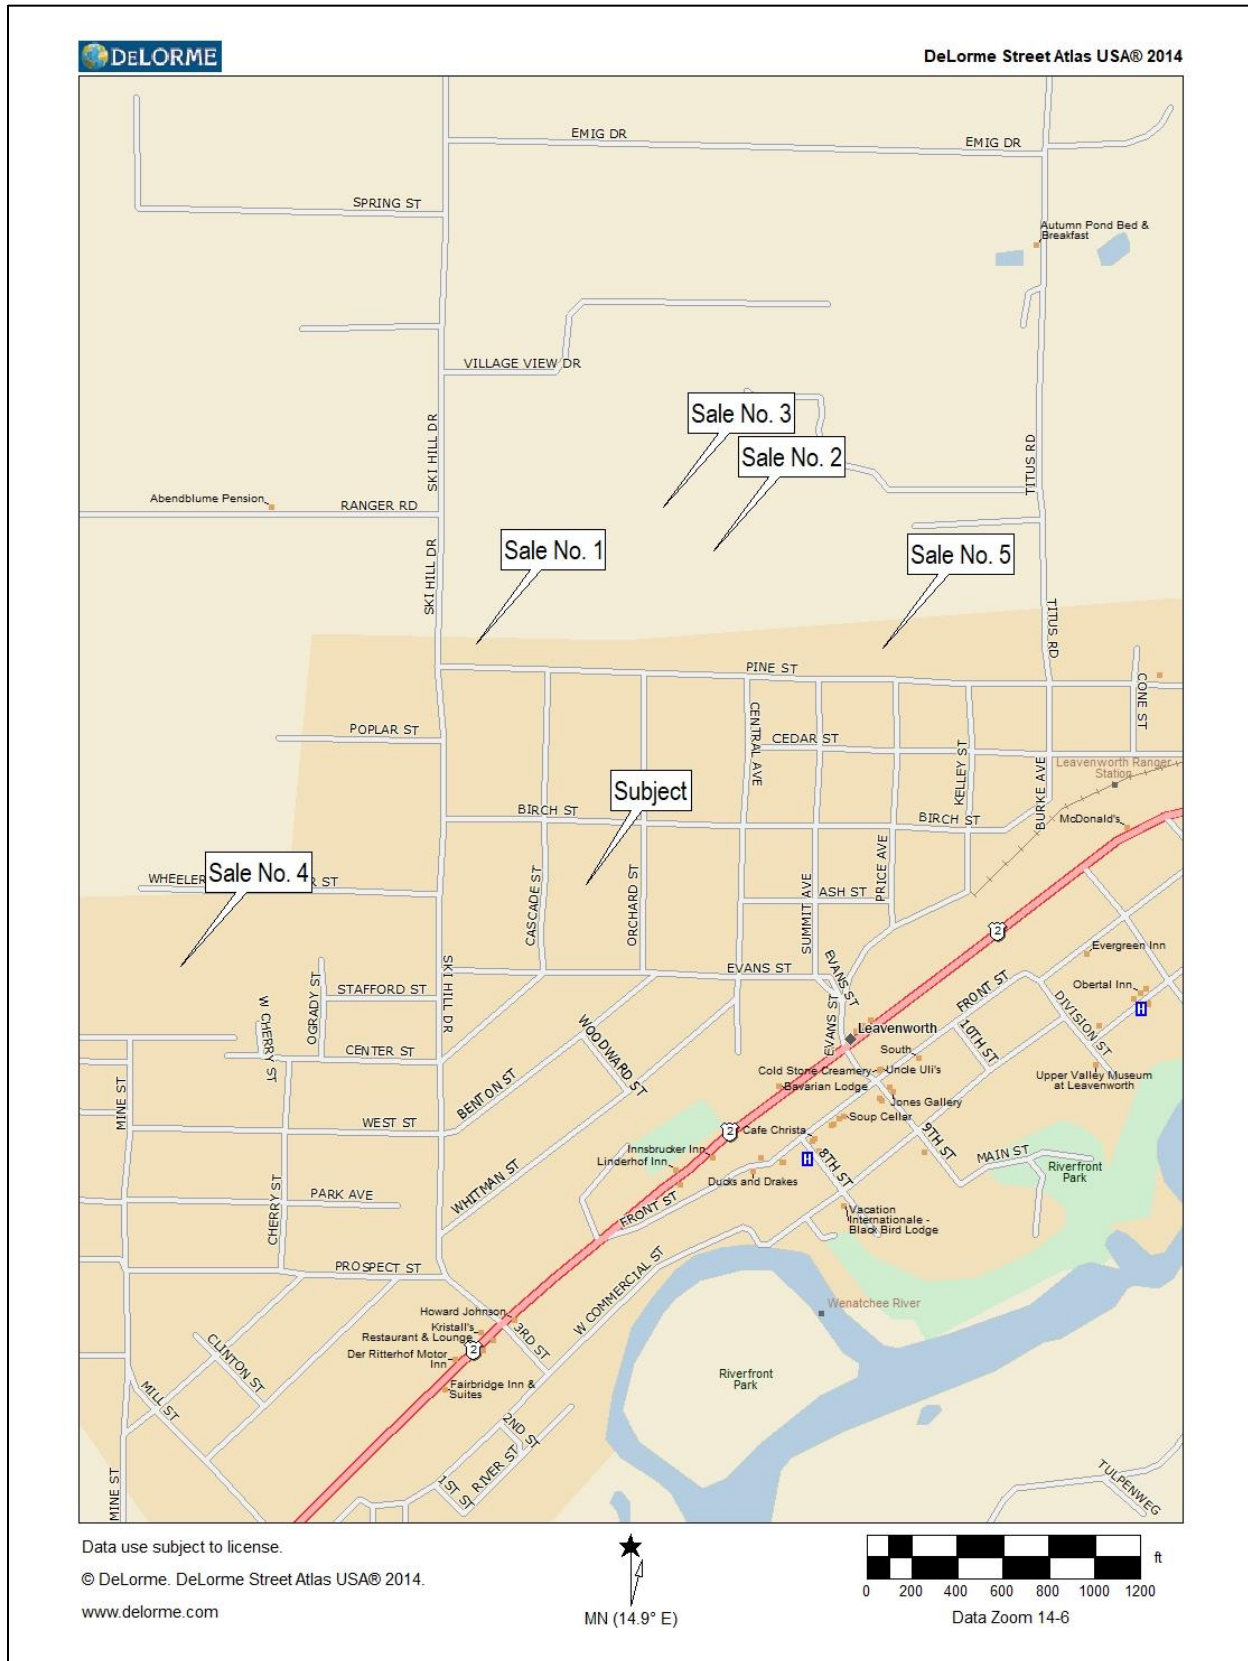 DELORME
DeLorme Street Atlas USA® 2014
EMIG DR
EMIG DR
SPRING ST
Autumn Pond Bed &
Breakfast
VILLAGE VIEW DR
Sale No. 3
Sale No. 2
SKI HILL DR
TITUS RD
Abendblume Pension
RANGER RD
Sale No. 1
Sale No. 5
SKI HILL DR
TITUS RD
PINE ST
CONE ST
POPLAR ST
CENTRAL AVE
CEDAR ST
KELLEY ST
BURKE AVE
Leavenworth Ranger
Station
Subject
BIRCH ST
BIRCH ST
McDonald's
Sale No. 4
WHEELER
R ST
CASCADE ST
ORCHARD ST
SUMMIT AVE
ASH ST
PRICE AVE
2
Evergreen Inn
EVANS ST
EVANS ST
EVANS ST
SKI HILL DR
OGRADY ST
STAFFORD ST
W CHERRY ST
CENTER ST
FRONT ST
Obertal Inn
H
DIVISION ST
10TH ST
Leavenworth
South
WOODWARD ST
Cold Stone Creamery
Uncle Uli's
Upper Valley Museum
at Leavenworth
Bavarian Lodge
Jones Gallery
MINE ST
BENTON ST
WEST ST
2
Soup Cellar
Cafe Christa
9TH ST
MAIN ST
Innsbrucker Inn
Linderhof Inn
H
8TH ST
Riverfront
Park
WHITMAN ST
Ducks and Drakes
PARK AVE
CHERRY ST
FRONT ST
Vacation
Internationale -
Black Bird Lodge
PROSPECT ST
W COMMERCIAL ST
Wenatchee River
Howard Johnson
Kristall's
Restaurant & Lounge
3RD ST
Der Ritterhof Motor
Inn
2
CLINTON ST
Riverfront
Park
Fairbridge Inn &
Suites
MILL ST
2ND ST
RIVER ST
1ST ST
MINE ST
TULPENWEG
Data use subject to license.
© DeLorme. DeLorme Street Atlas USA® 2014.
www.delorme.com
MN (14.9° E)
ft
0 200 400 600 800 1000 1200
Data Zoom 14-6